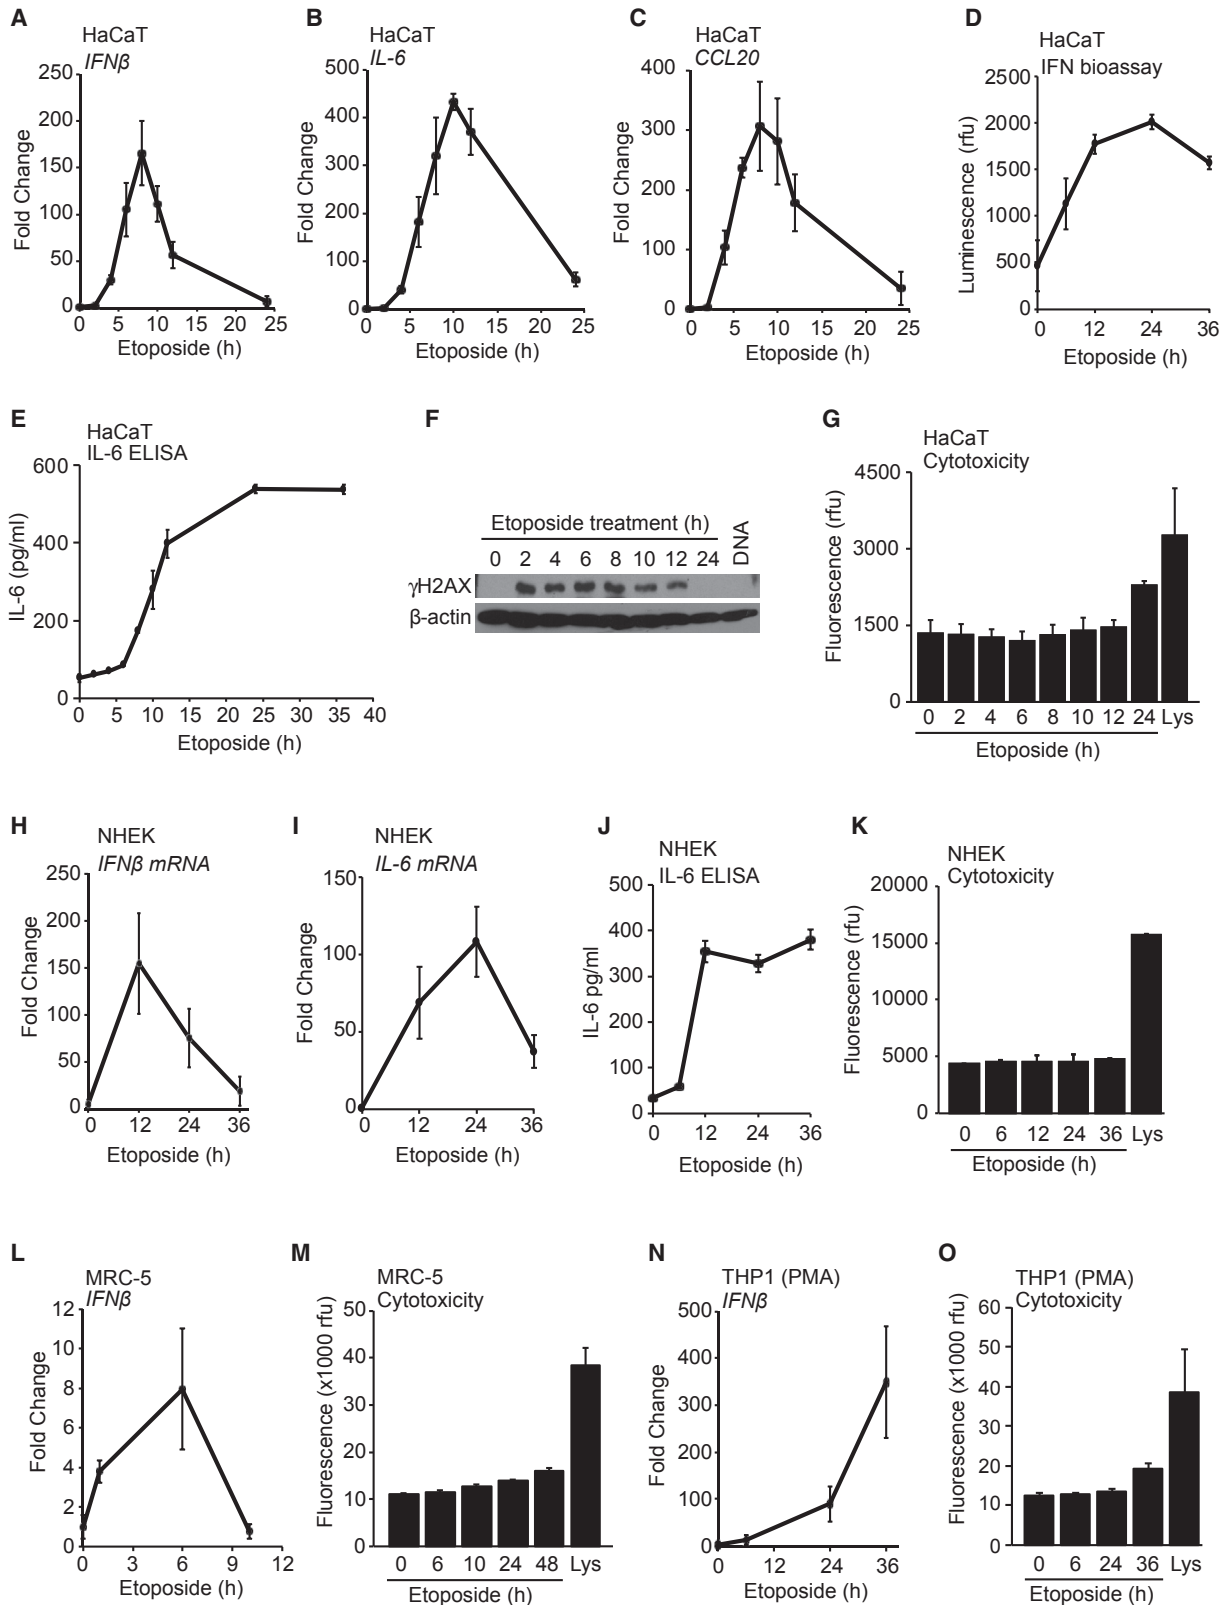 A
HaCaT
IFNβ
Fold Change
250
200
150
100
50
0
0 5 10 15 20 25
Etoposide (h)
B
HaCaT
IL-6
Fold Change
500
400
300
200
100
0
0 5 10 15 20 25
Etoposide (h)
C
HaCaT
CCL20
Fold Change
400
300
200
100
0
0 5 10 15 20 25
Etoposide (h)
D
HaCaT
IFN bioassay
Luminescence (rfu)
2500
2000
1500
1000
500
0
0 12 24 36
Etoposide (h)
E
HaCaT
IL-6 ELISA
IL-6 (pg/ml)
600
400
200
0
0 5 10 15 20 25 30 35 40
Etoposide (h)
F
Etoposide treatment (h)
0 2 4 6 8 10 12 24 DNA
γH2AX
β-actin
G
HaCaT
Cytotoxicity
Fluorescence (rfu)
4500
3000
1500
0
0 2 4 6 8 10 12 24 Lys
Etoposide (h)
H
NHEK
IFNβ mRNA
Fold Change
250
200
150
100
50
0
0 12 24 36
Etoposide (h)
I
NHEK
IL-6 mRNA
Fold Change
150
100
50
0
0 12 24 36
Etoposide (h)
J
NHEK
IL-6 ELISA
IL-6 pg/ml
500
400
300
200
100
0
0 12 24 36
Etoposide (h)
K
NHEK
Cytotoxicity
Fluorescence (rfu)
20000
15000
10000
5000
0
0 6 12 24 36 Lys
Etoposide (h)
L
MRC-5
IFNβ
Fold Change
12
10
8
6
4
2
0
0 3 6 9 12
Etoposide (h)
M
MRC-5
Cytotoxicity
Fluorescence (x1000 rfu)
50
40
30
20
10
0
0 6 10 24 48 Lys
Etoposide (h)
N
THP1 (PMA)
IFNβ
Fold Change
500
400
300
200
100
0
0 12 24 36
Etoposide (h)
O
THP1 (PMA)
Cytotoxicity
Fluorescence (x1000 rfu)
60
50
40
30
20
10
0
0 6 24 36 Lys
Etoposide (h)